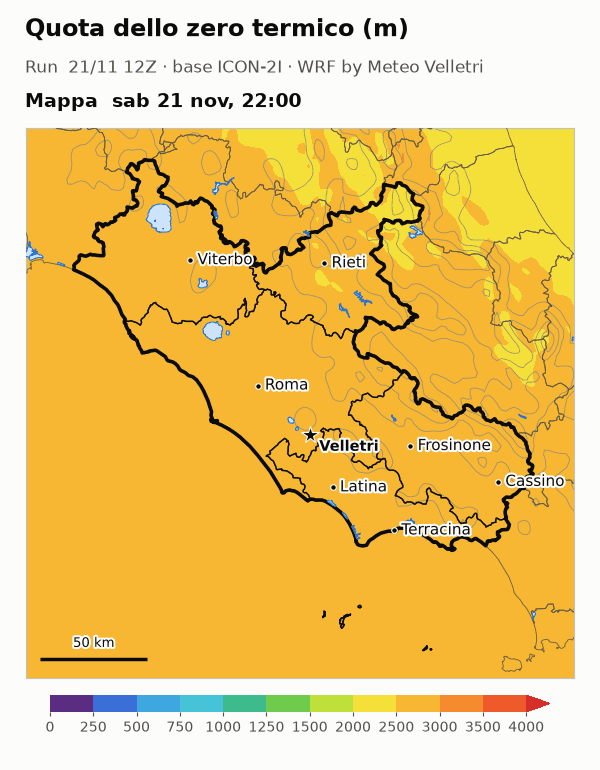 Quota dello zero termico (m)
Run  21/11 12Z · base ICON-2I · WRF by Meteo Velletri
Mappa  sab 21 nov, 22:00
Viterbo
Rieti
Roma
Velletri
Frosinone
Latina
Cassino
Terracina
50 km
0 250 500 750 1000 1250 1500 2000 2500 3000 3500 4000